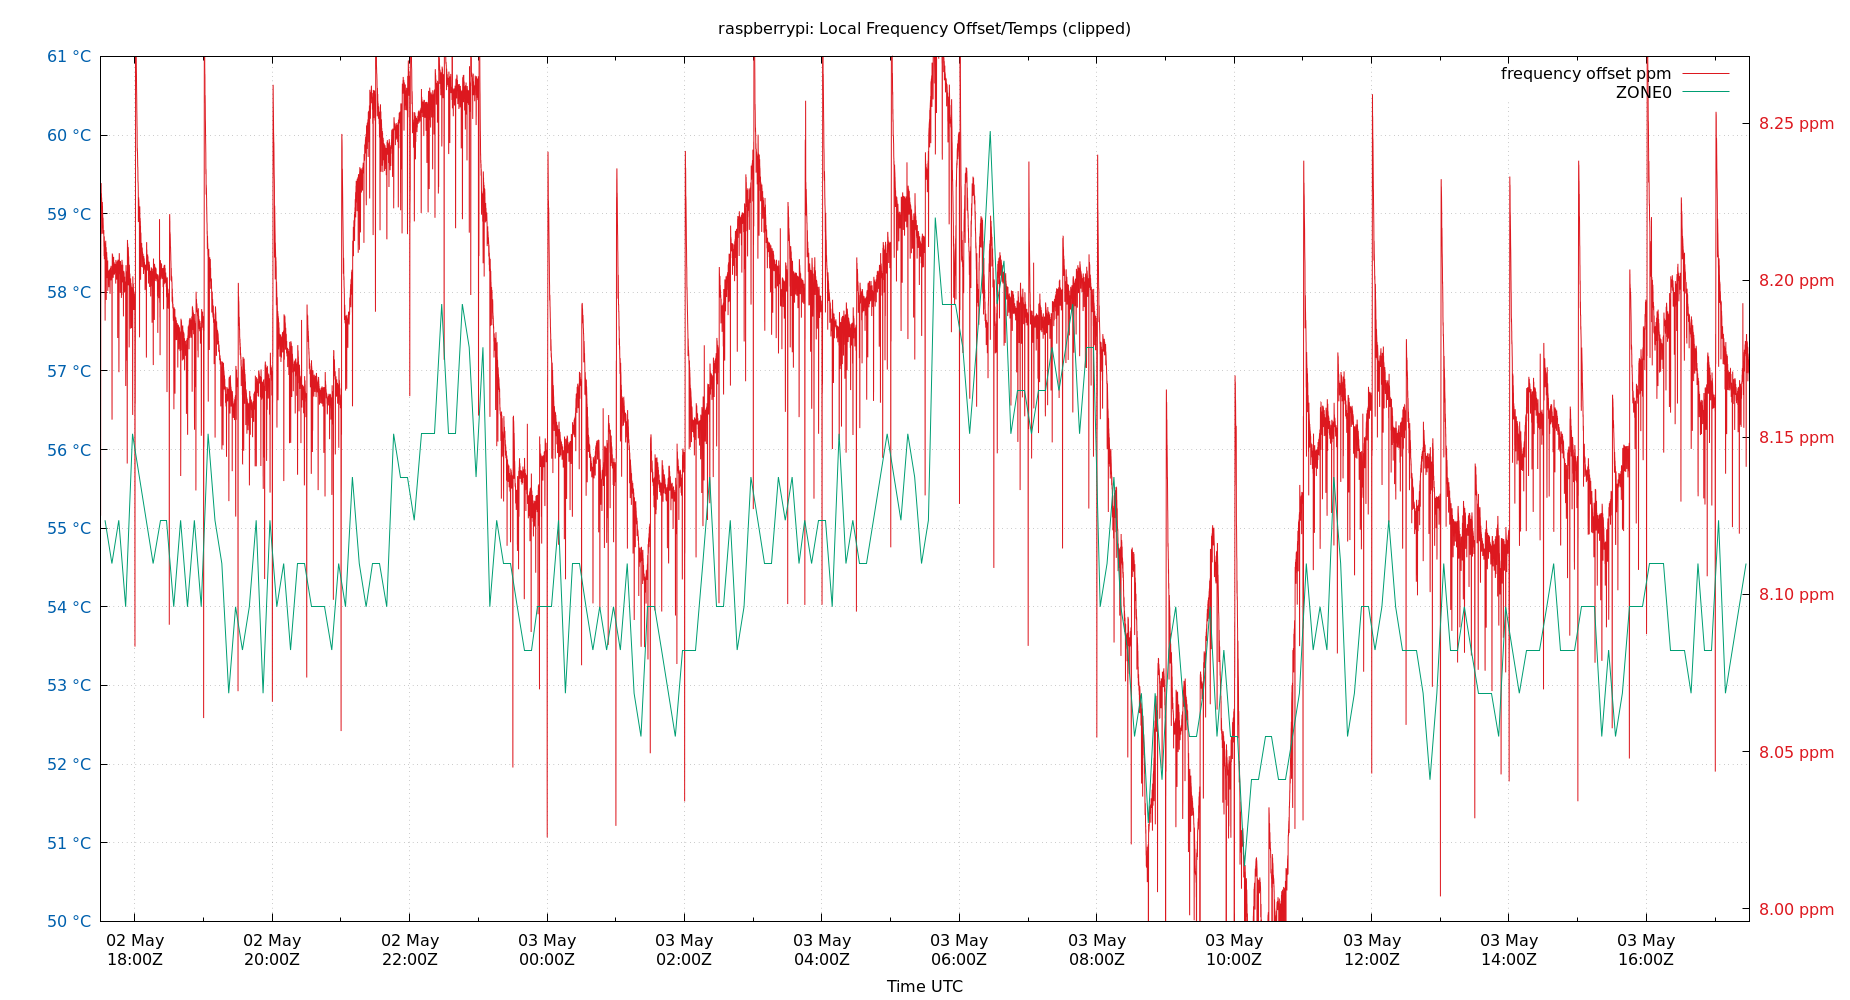 raspberrypi: Local Frequency Offset/Temps (clipped)
61 °C
60 °C
59 °C
58 °C
57 °C
56 °C
55 °C
54 °C
53 °C
52 °C
51 °C
50 °C
frequency offset ppm
ZONE0
8.25 ppm
8.20 ppm
8.15 ppm
8.10 ppm
8.05 ppm
8.00 ppm
02 May 02 May 02 May 03 May 03 May 03 May 03 May 03 May 03 May 03 May 03 May 03 May
18:00Z 20:00Z 22:00Z 00:00Z 02:00Z 04:00Z 06:00Z 08:00Z 10:00Z 12:00Z 14:00Z 16:00Z
Time UTC